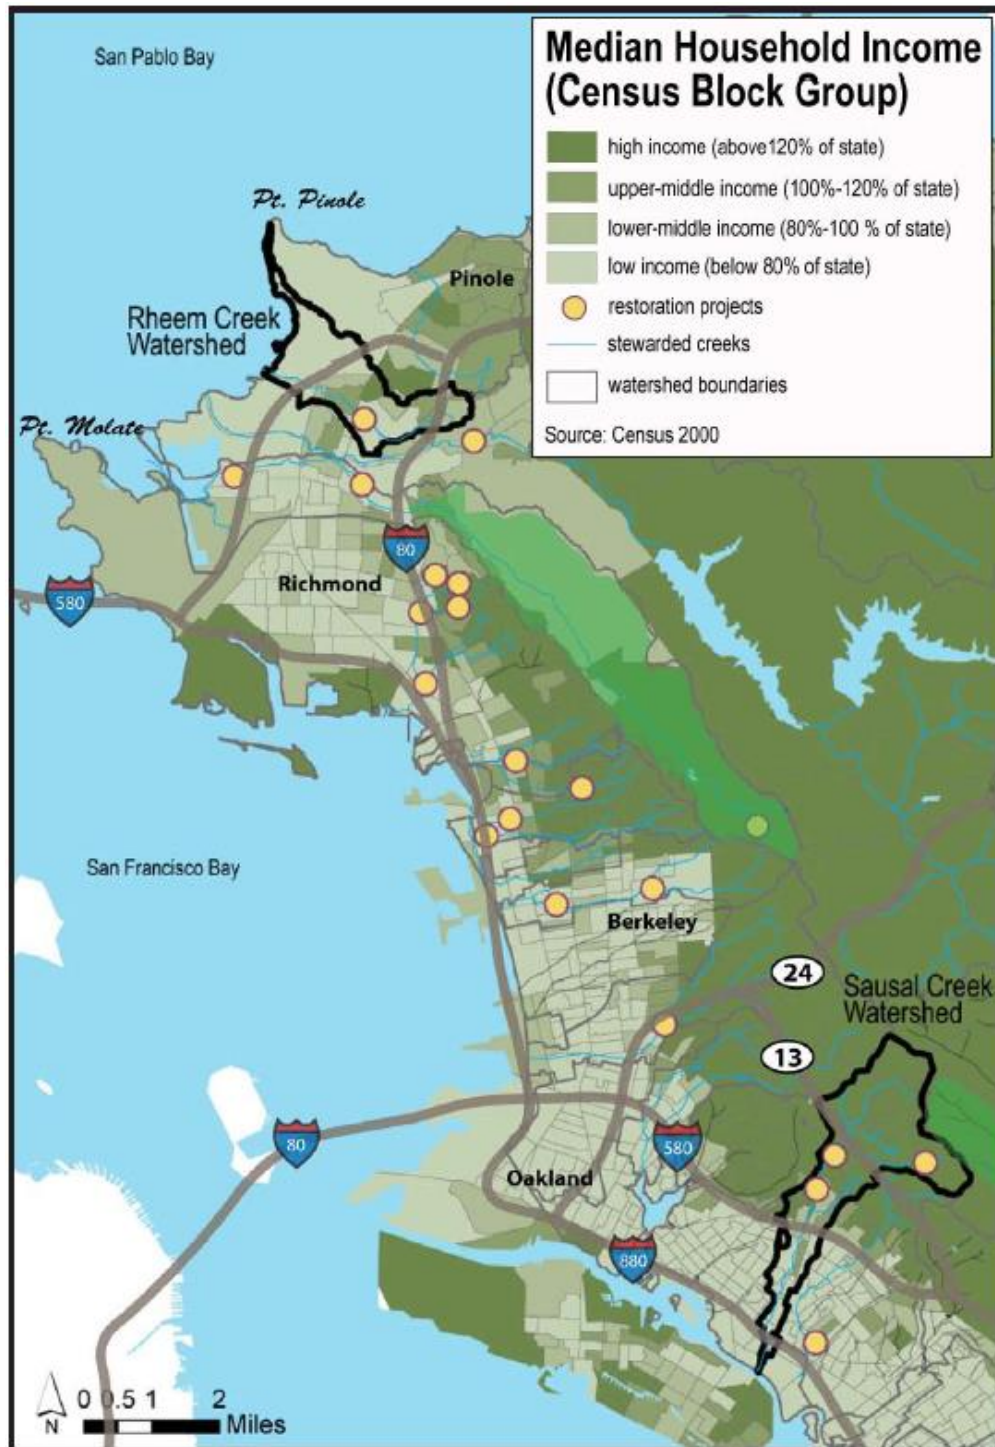 Median Household Income
(Census Block Group)
high income (above120% of state)
upper-middle income (100%-120% of state)
lower-middle income (80%-100 % of state)
low income (below 80% of state)
restoration projects
stewarded creeks
watershed boundaries
Source: Census 2000
San Pablo Bay
Pt. Pinole
Pinole
Rheem Creek
Watershed
Pt. Molate
80
Richmond
580
San Francisco Bay
Berkeley
24
Sausal Creek
Watershed
13
80
580
Oakland
880
0 0.5 1 2
Miles
N